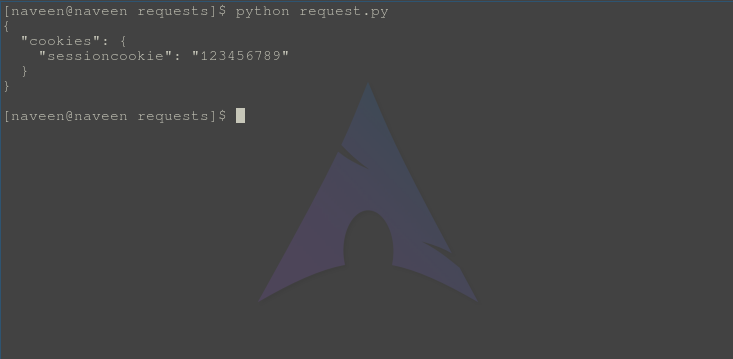 [naveen@naveen requests]$ python request.py
{
  "cookies": {
    "sessioncookie": "123456789"
  }
}
[naveen@naveen requests]$